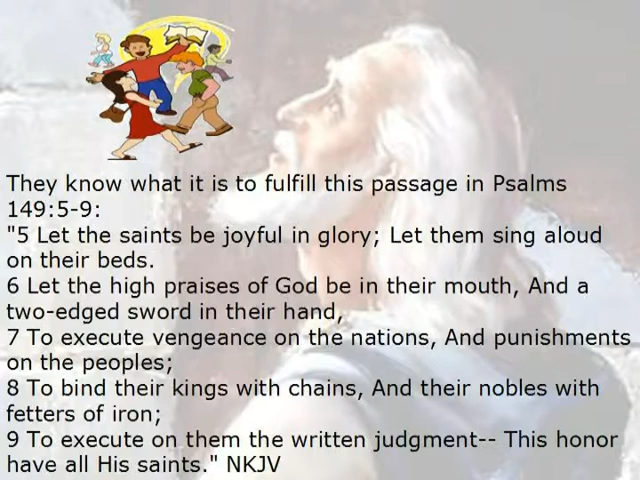 They know what it is to fulfill this passage in Psalms
149:5-9:
"5 Let the saints be joyful in glory; Let them sing aloud
on their beds.
6 Let the high praises of God be in their mouth, And a
two-edged sword in their hand,
7 To execute vengeance on the nations, And punishments
on the peoples;
8 To bind their kings with chains, And their nobles with
fetters of iron;
9 To execute on them the written judgment-- This honor
have all His saints." NKJV